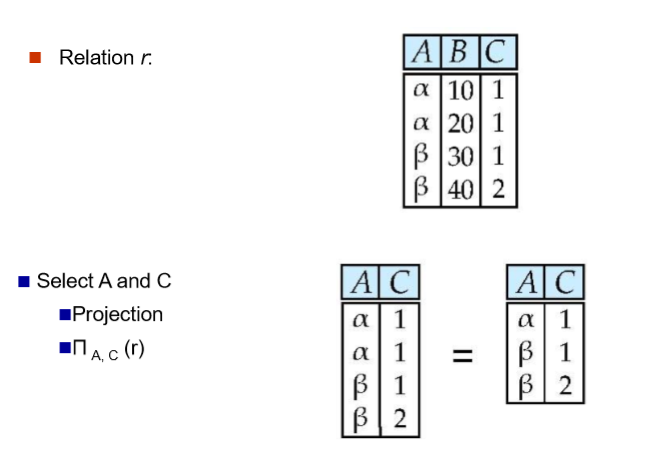 Relation r:
A B C
α 10 1
α 20 1
β 30 1
β 40 2
Select A and C
Projection
Π A, C (r)
A C
α 1
α 1
β 1
β 2
=
A C
α 1
β 1
β 2